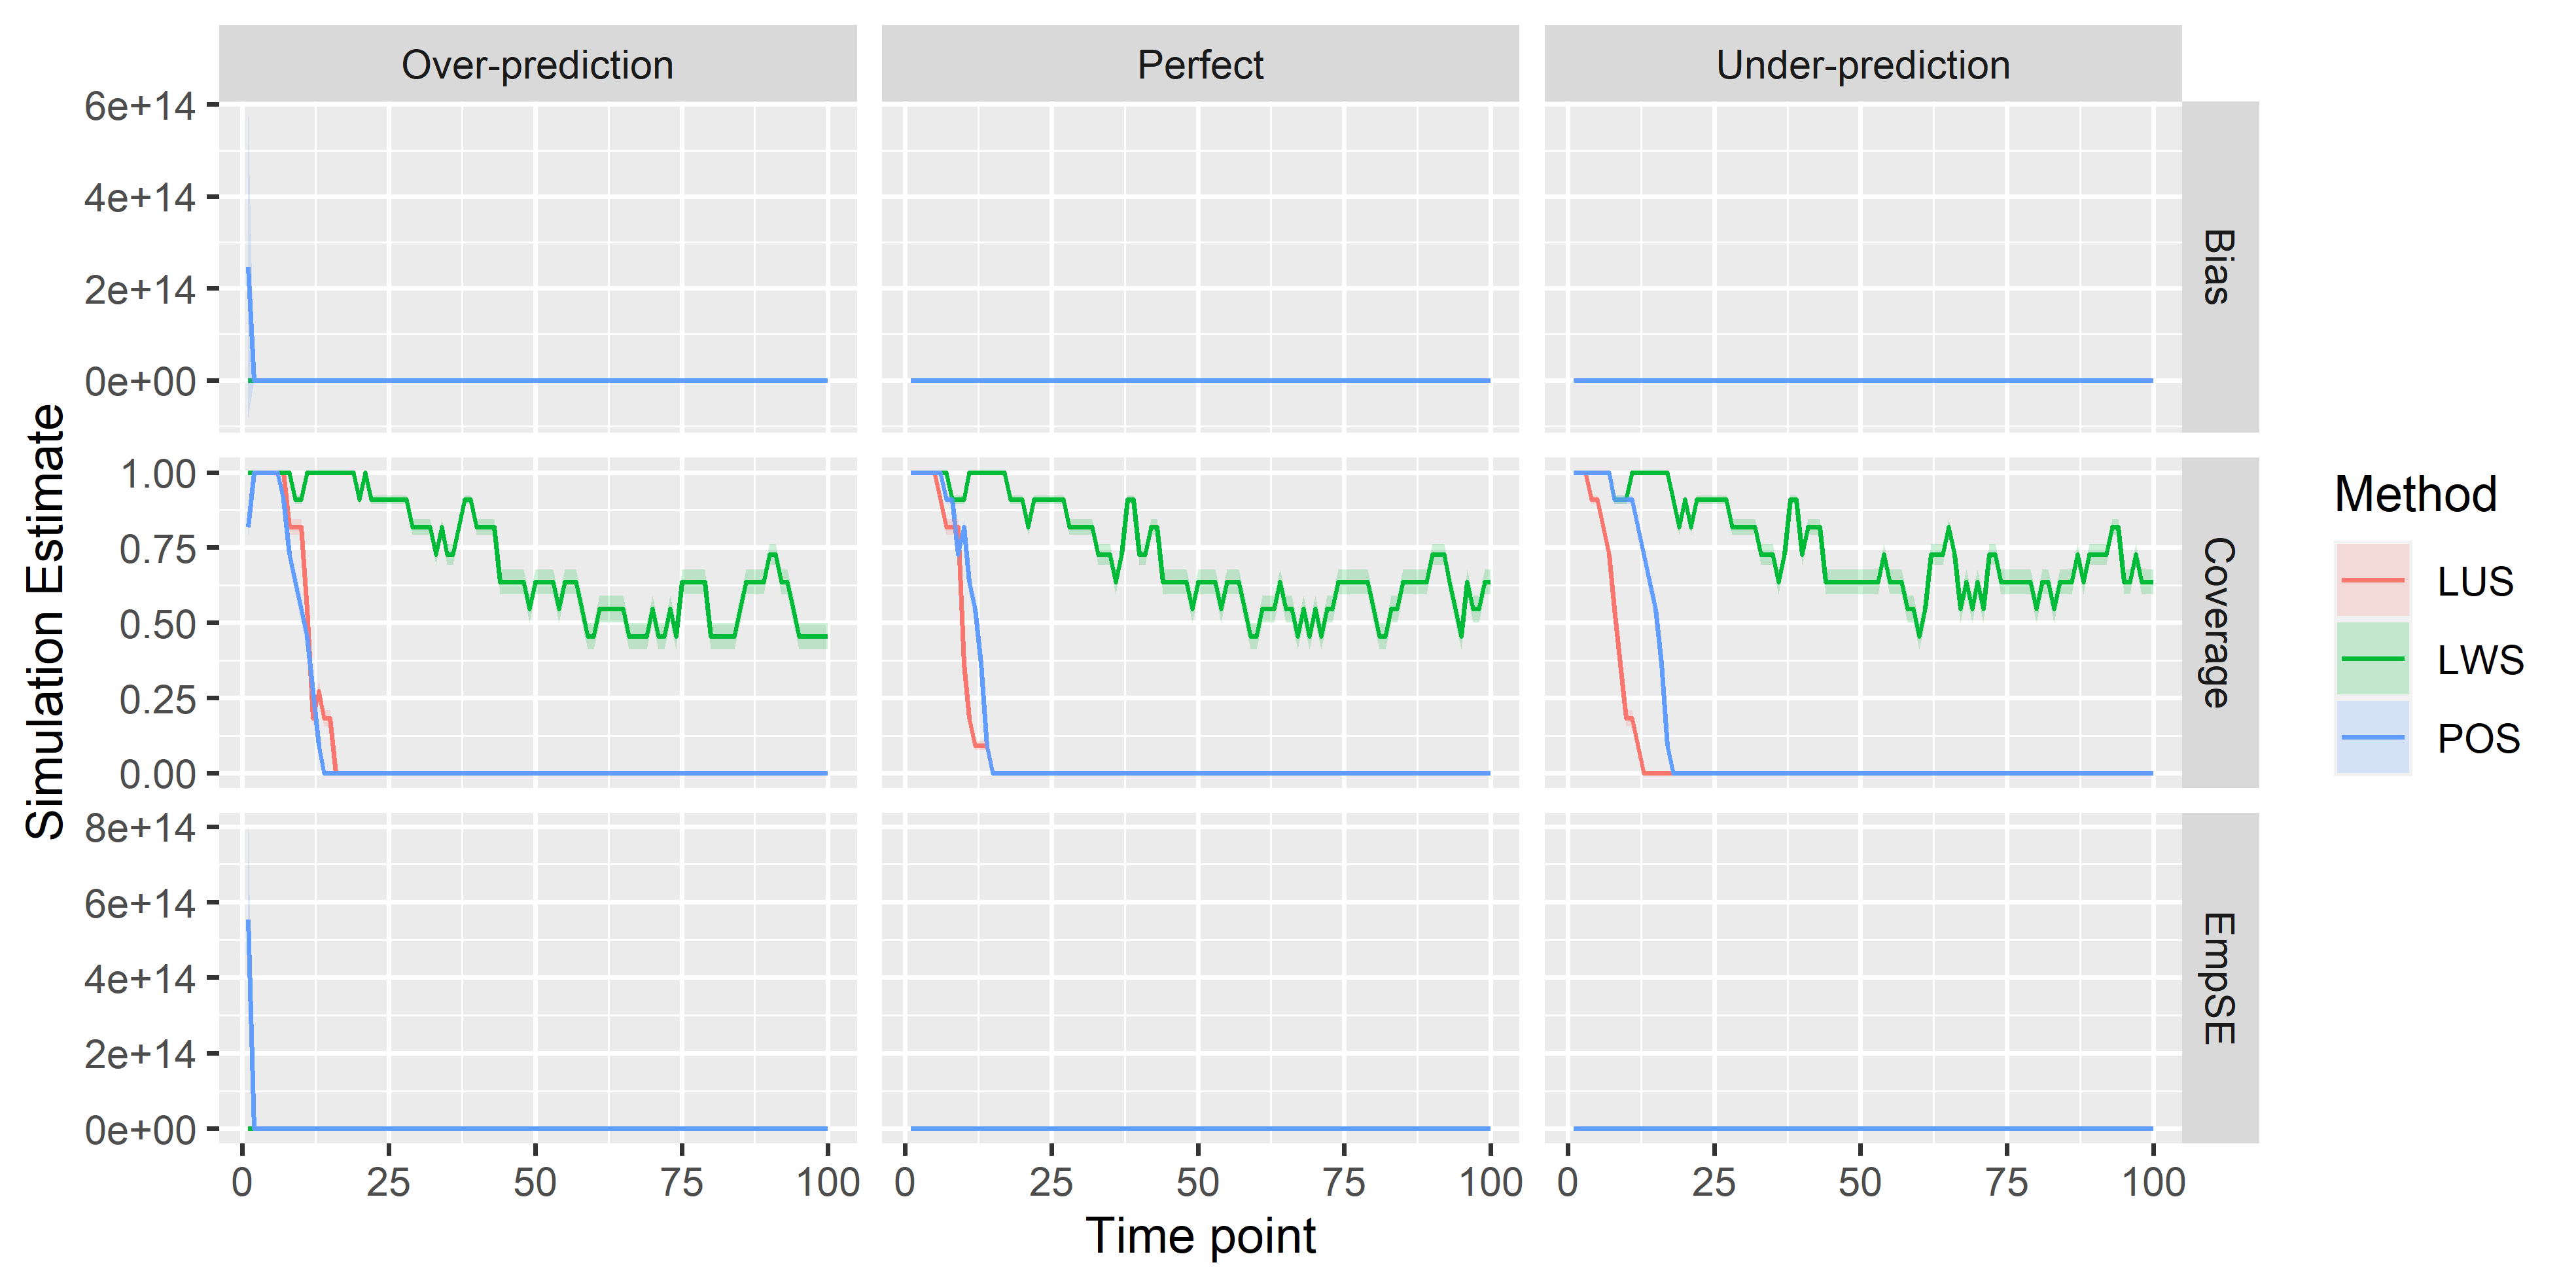 Over-prediction Perfect Under-prediction
6e+14
4e+14
2e+14
0e+00
Bias
1.00
0.75
0.50
0.25
0.00
Coverage
8e+14
6e+14
4e+14
2e+14
0e+00
EmpSE
0 25 50 75 100 0 25 50 75 100 0 25 50 75 100
Time point
Simulation Estimate
Method
LUS
LWS
POS